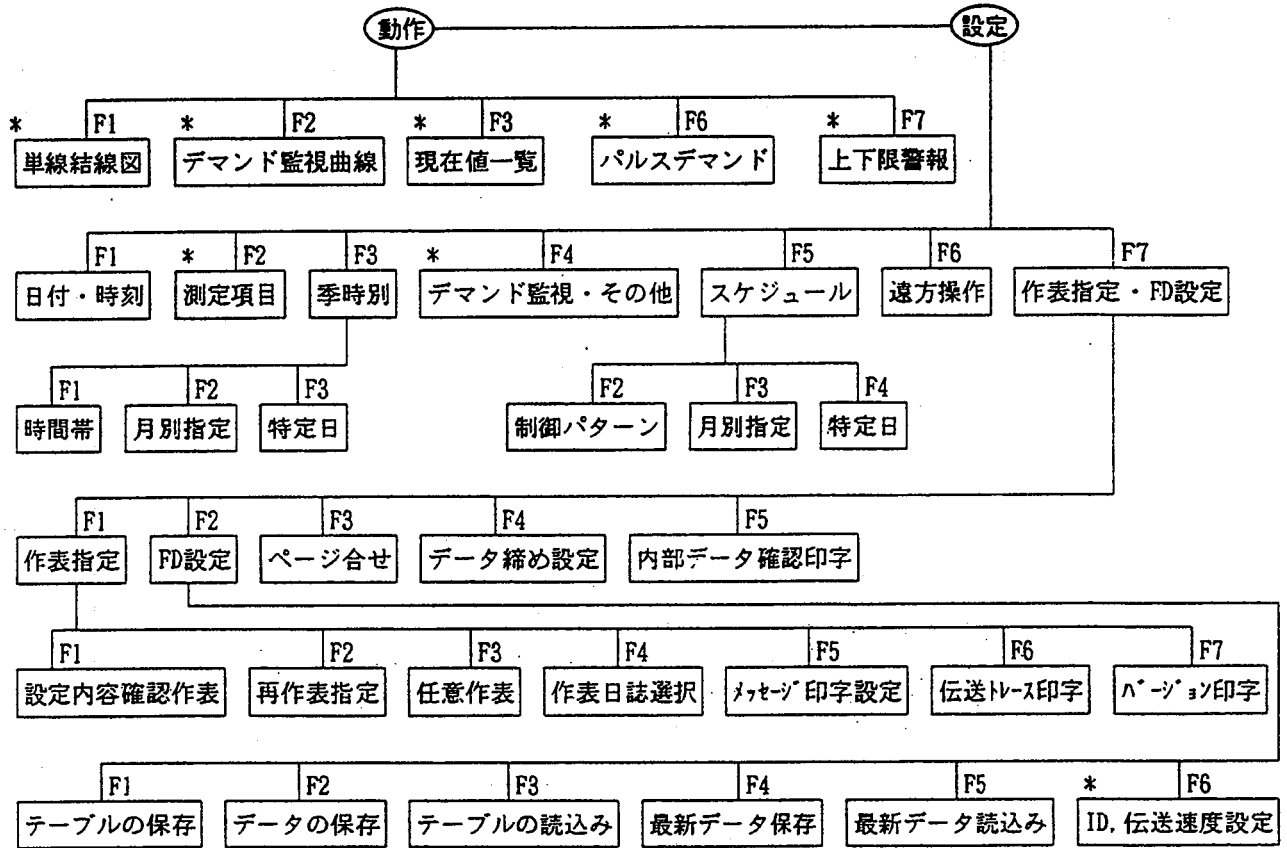 動作 設定
* F1 * F2 * F3 * F6 * F7
単線結線図 デマンド監視曲線 現在値一覧 パルスデマンド 上下限警報
F1 * F2 F3 * F4 F5 F6 F7
日付・時刻 測定項目 季時別 デマンド監視・その他 スケジュール 遠方操作 作表指定・FD設定
F1 F2 F3 F2 F3 F4
時間帯 月別指定 特定日 制御パターン 月別指定 特定日
F1 F2 F3 F4 F5
作表指定 FD設定 ページ合せ データ締め設定 内部データ確認印字
F1 F2 F3 F4 F5 F6 F7
設定内容確認作表 再作表指定 任意作表 作表日誌選択 ﾒｯｾｰｼﾞ印字設定 伝送ﾄﾚｰｽ印字 ﾊﾞｰｼﾞｮﾝ印字
F1 F2 F3 F4 F5 * F6
テーブルの保存 データの保存 テーブルの読込み 最新データ保存 最新データ読込み ID,伝送速度設定